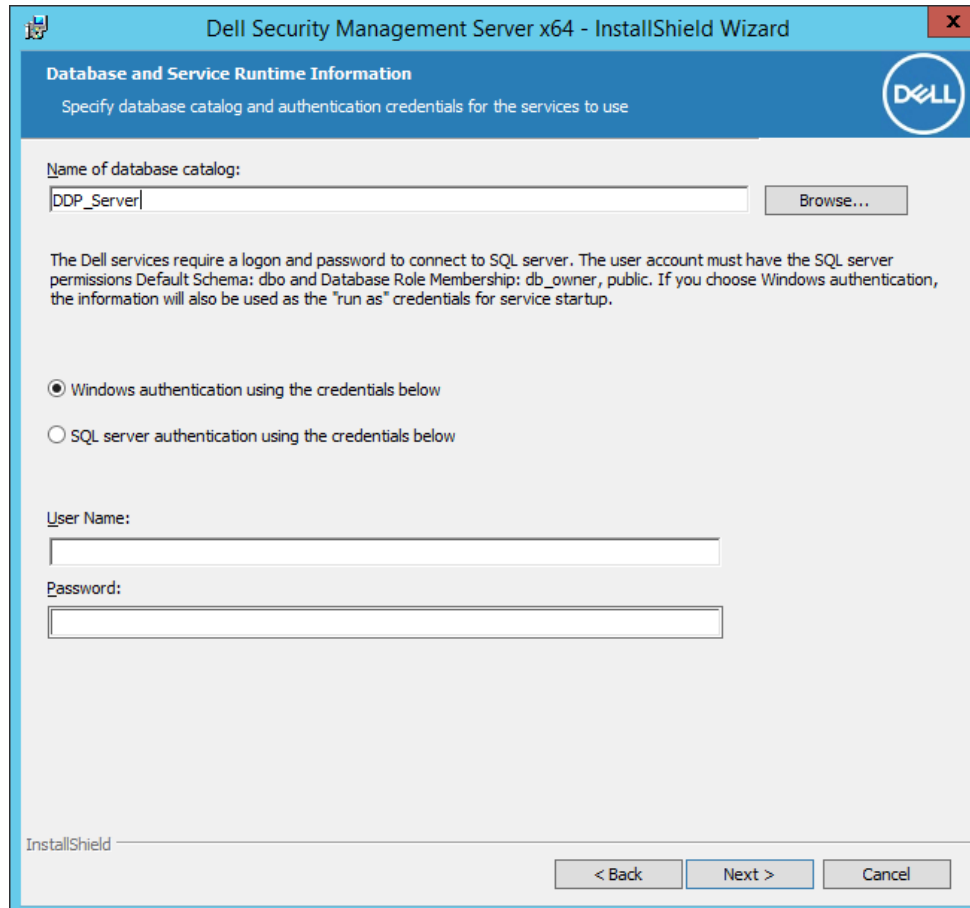 Dell Security Management Server x64 - InstallShield Wizard
x
Database and Service Runtime Information
Specify database catalog and authentication credentials for the services to use
DELL
Name of database catalog:
DDP_Server
Browse...
The Dell services require a logon and password to connect to SQL server. The user account must have the SQL server
permissions Default Schema: dbo and Database Role Membership: db_owner, public. If you choose Windows authentication,
the information will also be used as the "run as" credentials for service startup.
Windows authentication using the credentials below
SQL server authentication using the credentials below
User Name:
Password:
InstallShield
< Back
Next >
Cancel